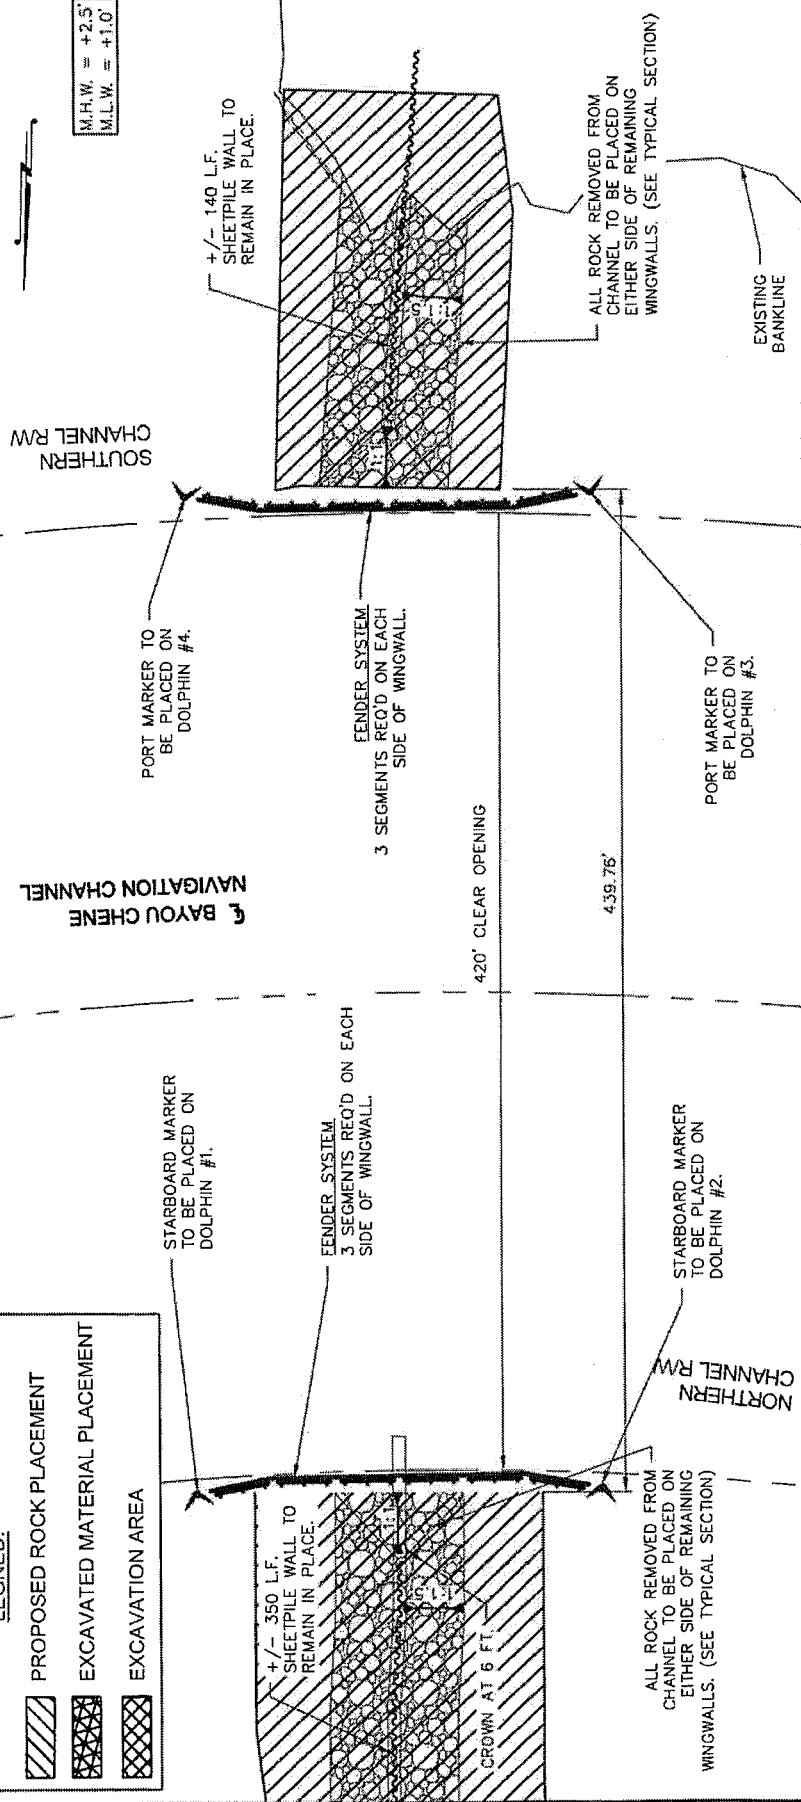 M.H.W. = +2.5'
M.L.W. = +1.0'
PROPOSED ROCK PLACEMENT
EXCAVATED MATERIAL PLACEMENT
EXCAVATION AREA
STARBOARD MARKER
TO BE PLACED ON
DOLPHIN #1.
FENDER SYSTEM
3 SEGMENTS REQ'D ON EACH
SIDE OF WINGWALL.
+/- 350 L.F.
SHEETPILE WALL TO
REMAIN IN PLACE.
1:1.5
CROWN AT 6 FT.
ALL ROCK REMOVED FROM
CHANNEL TO BE PLACED ON
EITHER SIDE OF REMAINING
WINGWALLS. (SEE TYPICAL SECTION)
NORTHERN
CHANNEL R/W
STARBOARD MARKER
TO BE PLACED ON
DOLPHIN #2.
℄ BAYOU CHENE
NAVIGATION CHANNEL
420' CLEAR OPENING
439.76'
PORT MARKER TO
BE PLACED ON
DOLPHIN #4.
FENDER SYSTEM
3 SEGMENTS REQ'D ON EACH
SIDE OF WINGWALL.
PORT MARKER TO
BE PLACED ON
DOLPHIN #3.
SOUTHERN
CHANNEL R/W
+/- 140 L.F.
SHEETPILE WALL TO
REMAIN IN PLACE.
1:1.5
ALL ROCK REMOVED FROM
CHANNEL TO BE PLACED ON
EITHER SIDE OF REMAINING
WINGWALLS. (SEE TYPICAL SECTION)
EXISTING
BANKLINE